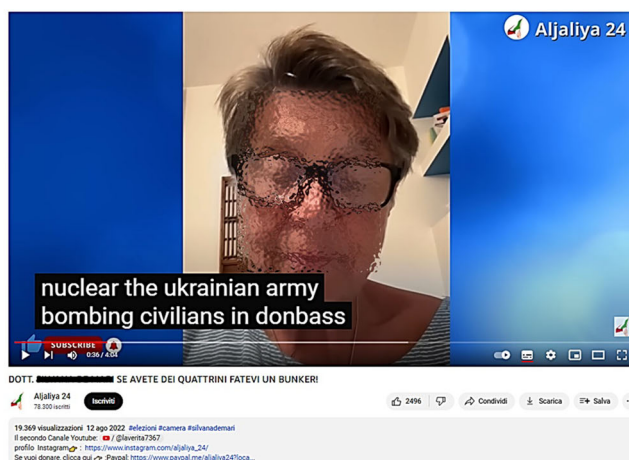 Aljaliya 24
nuclear the ukrainian army
bombing civilians in donbass
SUBSCRIBE
0:36 / 4:04
DOTT. SE AVETE DEI QUATTRINI FATEVI UN BUNKER!
Aljaliya 24
78.300 iscritti
Iscriviti
2496
Condividi
Scarica
Salva
19.369 visualizzazioni 12 ago 2022 #elezioni #camera #silvanademari
Il secondo Canale Youtube: / @laverita7367
profilo Instagram : https://www.instagram.com/aljaliya_24/
Se vuoi donare, clicca qui :Paypal: https://www.paypal.me/aljaliya24?loca...